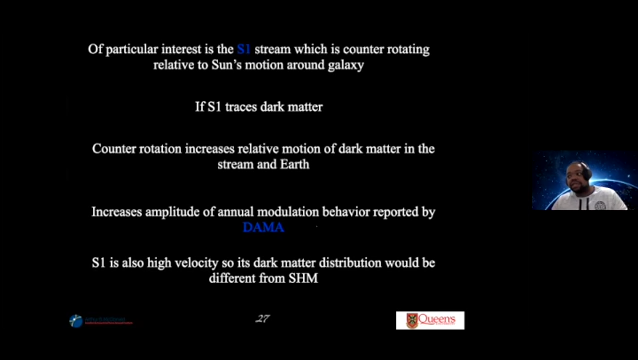 Of particular interest is the S1 stream which is counter rotating
relative to Sun's motion around galaxy
If S1 traces dark matter
Counter rotation increases relative motion of dark matter in the
stream and Earth
Increases amplitude of annual modulation behavior reported by
DAMA
S1 is also high velocity so its dark matter distribution would be
different from SHM
27
Queen's